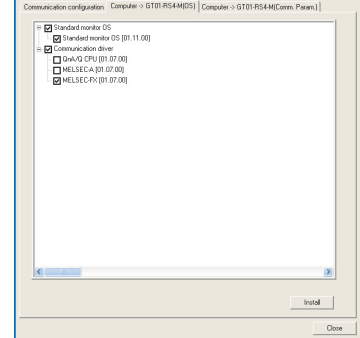 Communication configuration
Computer -> GT01-RS4-M(OS)
Computer -> GT01-RS4-M(Comm. Param.)
Standard monitor OS
Standard monitor OS [01.11.00]
Communication driver
QnA/Q CPU [01.07.00]
MELSEC-A [01.07.00]
MELSEC-FX [01.07.00]
Install
Close